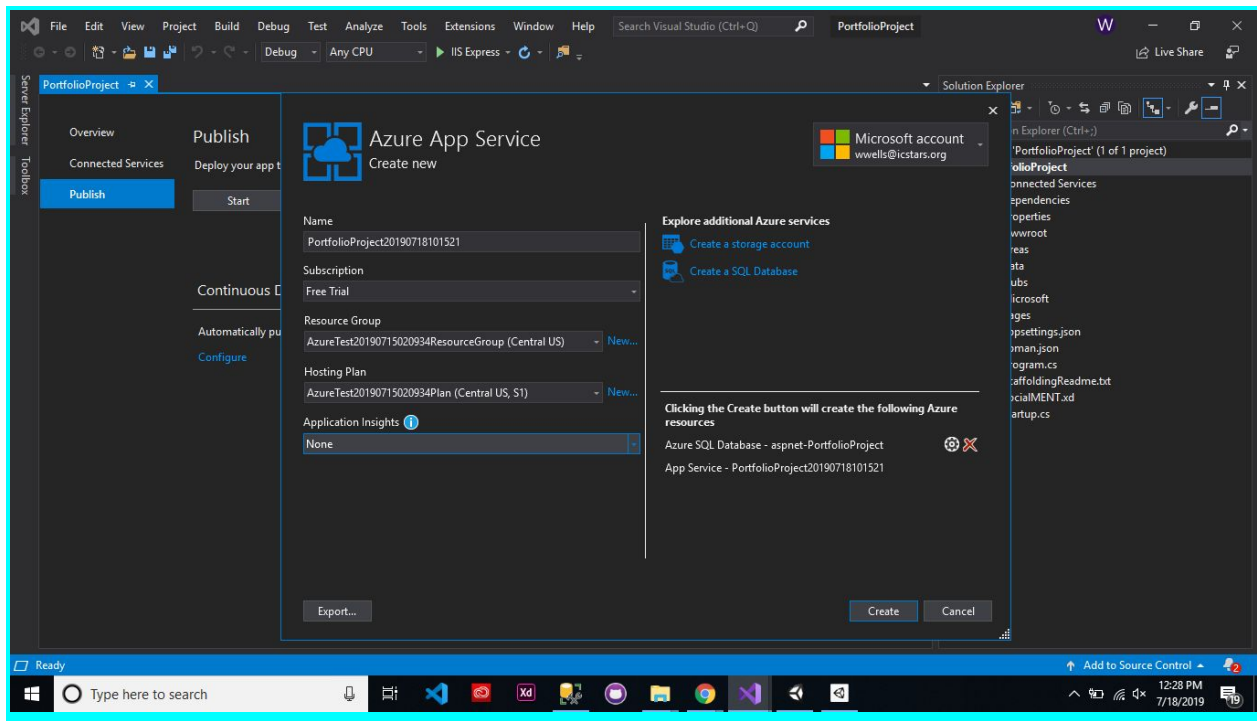 File Edit View Project Build Debug Test Analyze Tools Extensions Window Help Search Visual Studio (Ctrl+Q) PortfolioProject W
Debug Any CPU IIS Express Live Share
Server Explorer
Toolbox
PortfolioProject
Overview
Connected Services
Publish
Publish
Deploy your app t
Start
Continuous D
Automatically pu
Configure
Azure App Service
Create new
Microsoft account
wwells@icstars.org
Name
PortfolioProject20190718101521
Subscription
Free Trial
Resource Group
AzureTest20190715020934ResourceGroup (Central US) New...
Hosting Plan
AzureTest20190715020934Plan (Central US, S1) New...
Application Insights
None
Explore additional Azure services
Create a storage account
Create a SQL Database
Clicking the Create button will create the following Azure
resources
Azure SQL Database - aspnet-PortfolioProject
App Service - PortfolioProject20190718101521
Export...
Create
Cancel
Solution Explorer
n Explorer (Ctrl+;)
'PortfolioProject' (1 of 1 project)
folioProject
onnected Services
ependencies
roperties
wwroot
reas
ata
ubs
icrosoft
ages
ppsettings.json
oman.json
rogram.cs
caffoldingReadme.txt
ocialMENT.xd
artup.cs
Ready
Add to Source Control 2
Type here to search
Xd
12:28 PM
7/18/2019
19